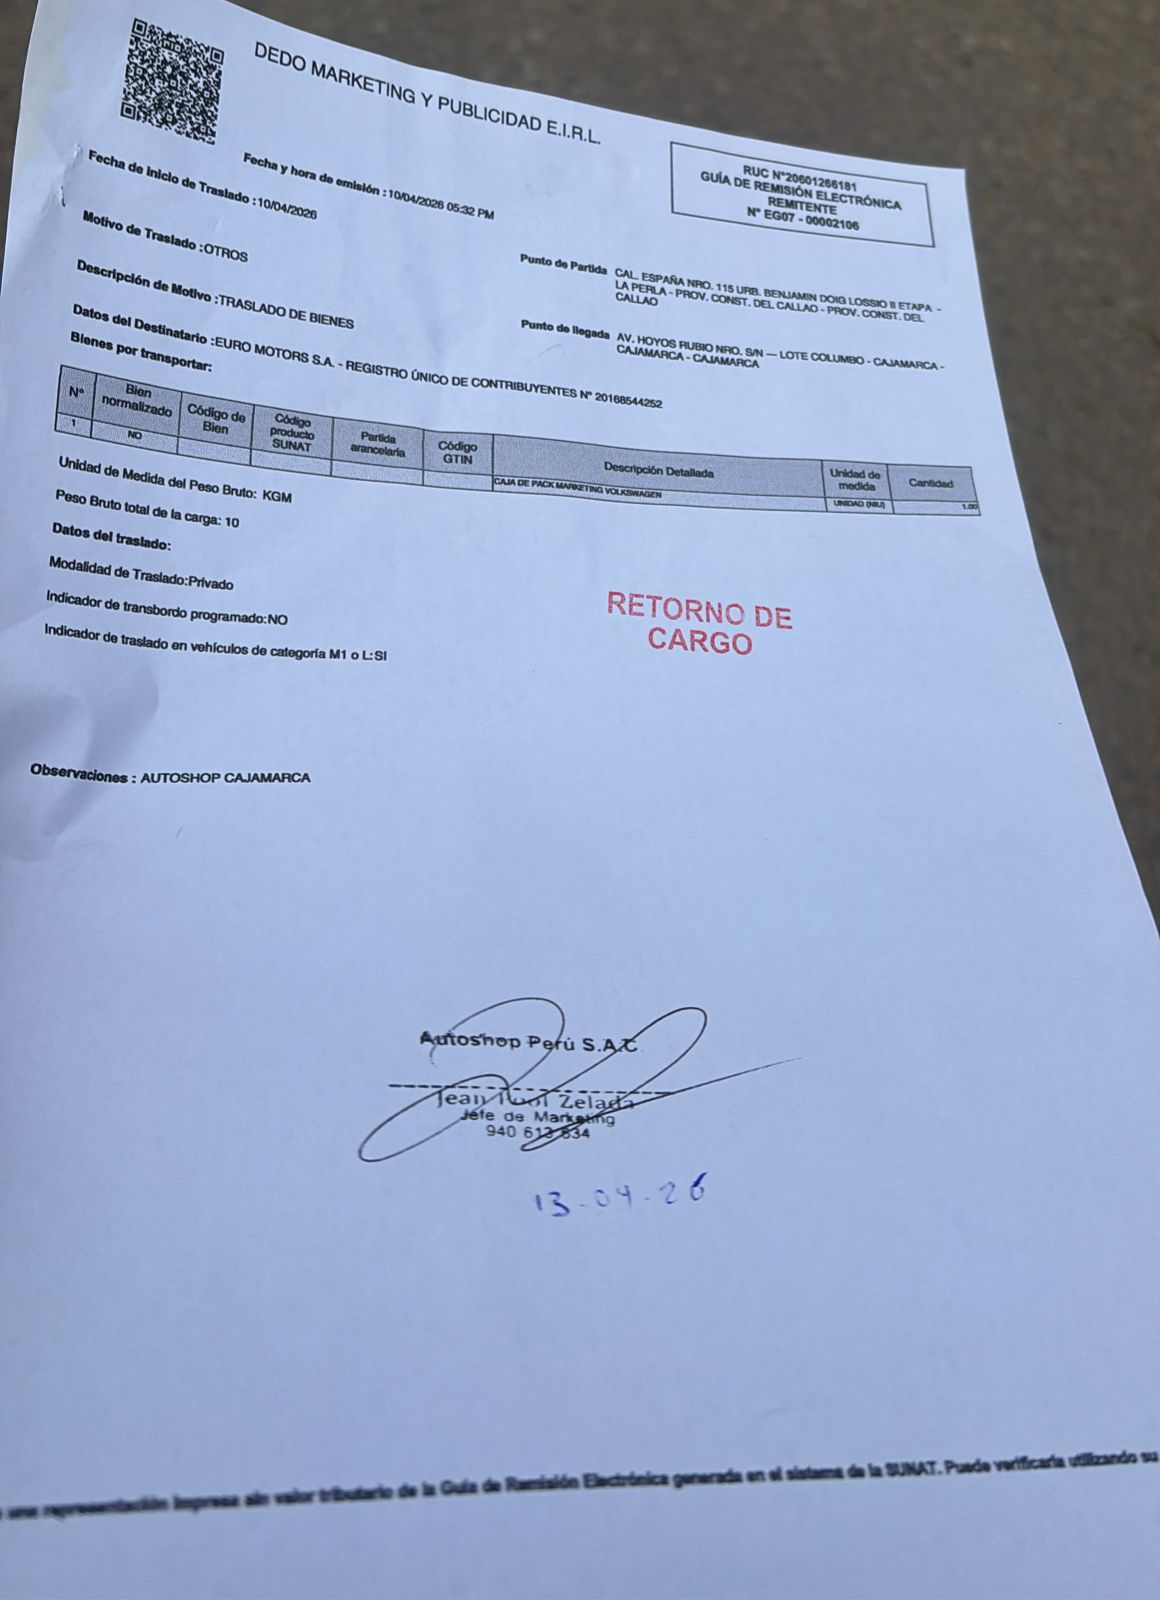 DEDO MARKETING Y PUBLICIDAD E.I.R.L.
RUC N°20601266181
GUÍA DE REMISIÓN ELECTRÓNICA
REMITENTE
N° EG07 - 00002106
Fecha y hora de emisión : 10/04/2026 05:32 PM
Fecha de inicio de Traslado : 10/04/2026
Motivo de Traslado : OTROS
Descripción de Motivo : TRASLADO DE BIENES
Punto de Partida CAL. ESPAÑA NRO. 115 URB. BENJAMIN DOIG LOSSIO II ETAPA -
LA PERLA - PROV. CONST. DEL CALLAO - PROV. CONST. DEL
CALLAO
Punto de llegada AV. HOYOS RUBIO NRO. S/N --- LOTE COLUMBO - CAJAMARCA -
CAJAMARCA - CAJAMARCA
Datos del Destinatario : EURO MOTORS S.A. - REGISTRO ÚNICO DE CONTRIBUYENTES N° 20168544252
Bienes por transportar:
N° Bien normalizado Código de Bien Código producto SUNAT Partida arancelaria Código GTIN Descripción Detallada Unidad de medida Cantidad
1 NO CAJA DE PACK MARKETING VOLKSWAGEN UNIDAD (NIU) 1.00
Unidad de Medida del Peso Bruto: KGM
Peso Bruto total de la carga: 10
Datos del traslado:
Modalidad de Traslado:Privado
Indicador de transbordo programado:NO
Indicador de traslado en vehículos de categoría M1 o L:SI
RETORNO DE
CARGO
Observaciones : AUTOSHOP CAJAMARCA
Autoshop Perú S.A.C
Jean Zelada
Jefe de Marketing
940
13-04-26
una representación impresa sin valor tributario de la Guía de Remisión Electrónica generada en el sistema de la SUNAT. Puede verificarla utilizando su